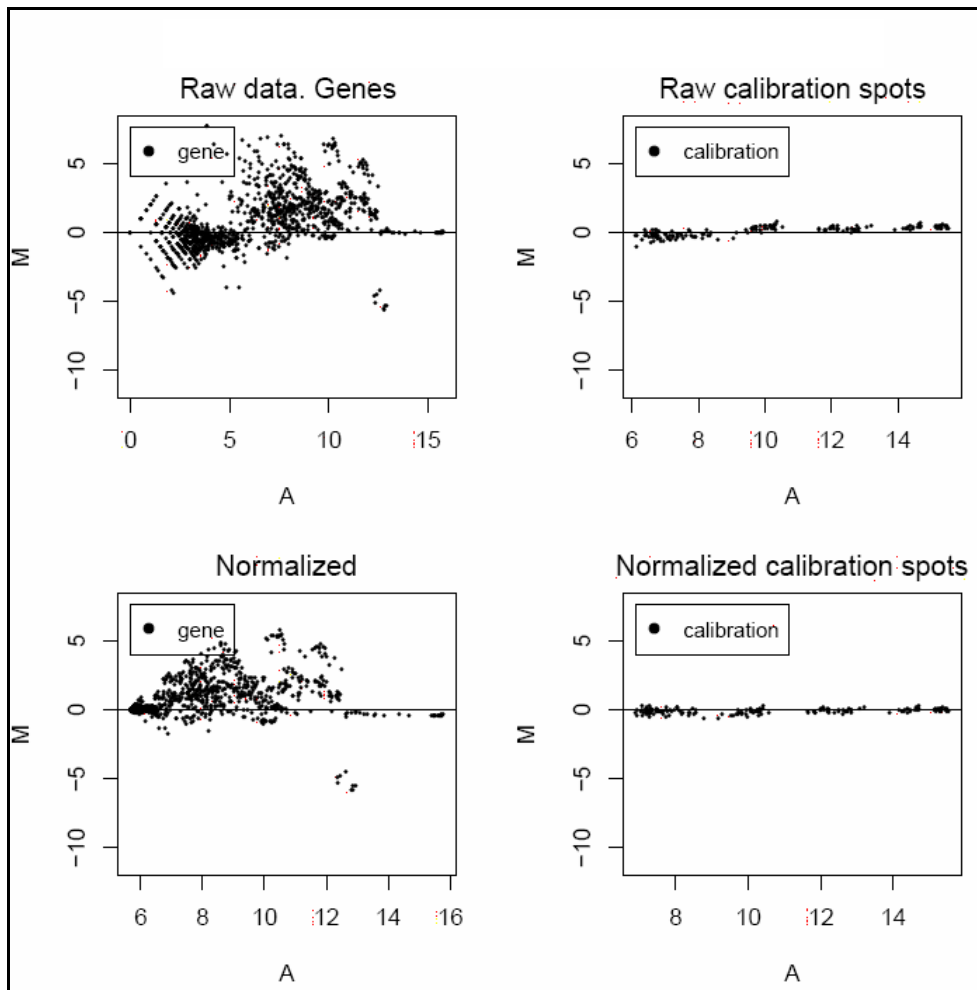 Raw data. Genes
gene
5
0
−5
−10
M
0
5
10
15
A
Raw calibration spots
calibration
5
0
−5
−10
M
6
8
10
12
14
A
Normalized
gene
5
0
−5
−10
M
6
8
10
12
14
16
A
Normalized calibration spots
calibration
5
0
−5
−10
M
8
10
12
14
A